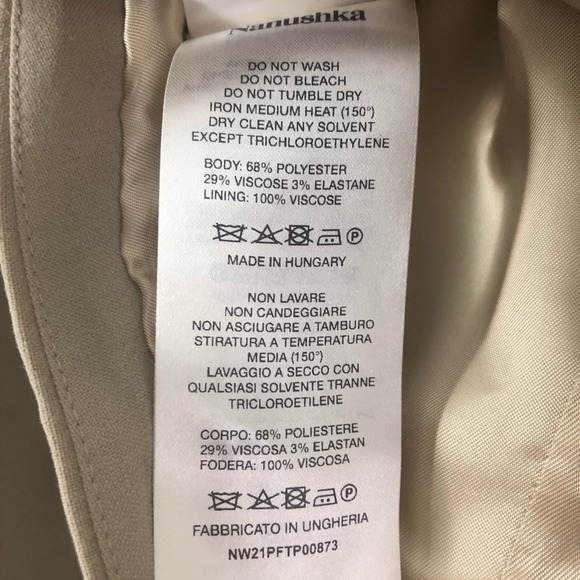 Nanushka
DO NOT WASH
DO NOT BLEACH
DO NOT TUMBLE DRY
IRON MEDIUM HEAT (150°)
DRY CLEAN ANY SOLVENT
EXCEPT TRICHLOROETHYLENE
BODY: 68% POLYESTER
29% VISCOSE 3% ELASTANE
LINING: 100% VISCOSE
P
MADE IN HUNGARY
NON LAVARE
NON CANDEGGIARE
NON ASCIUGARE A TAMBURO
STIRATURA A TEMPERATURA
MEDIA (150°)
LAVAGGIO A SECCO CON
QUALSIASI SOLVENTE TRANNE
TRICLOROETILENE
CORPO: 68% POLIESTERE
29% VISCOSA 3% ELASTAN
FODERA: 100% VISCOSA
P
FABBRICATO IN UNGHERIA
NW21PFTP00873